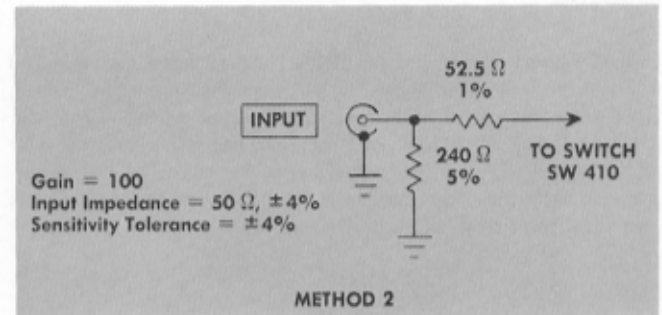 52.5 Ω
1%
INPUT
240 Ω
5%
TO SWITCH
SW 410
Gain = 100
Input Impedance = 50 Ω, ±4%
Sensitivity Tolerance = ±4%
METHOD 2